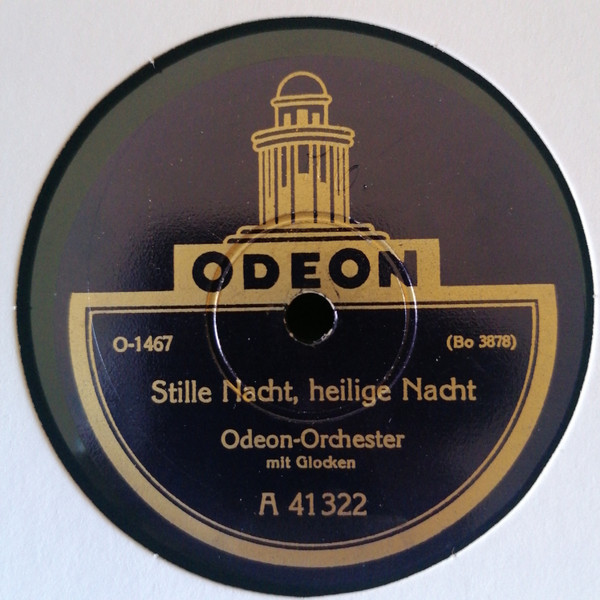 ODEON
O-1467
(Bo 3878)
Stille Nacht, heilige Nacht
Odeon-Orchester
mit Glocken
A 41322